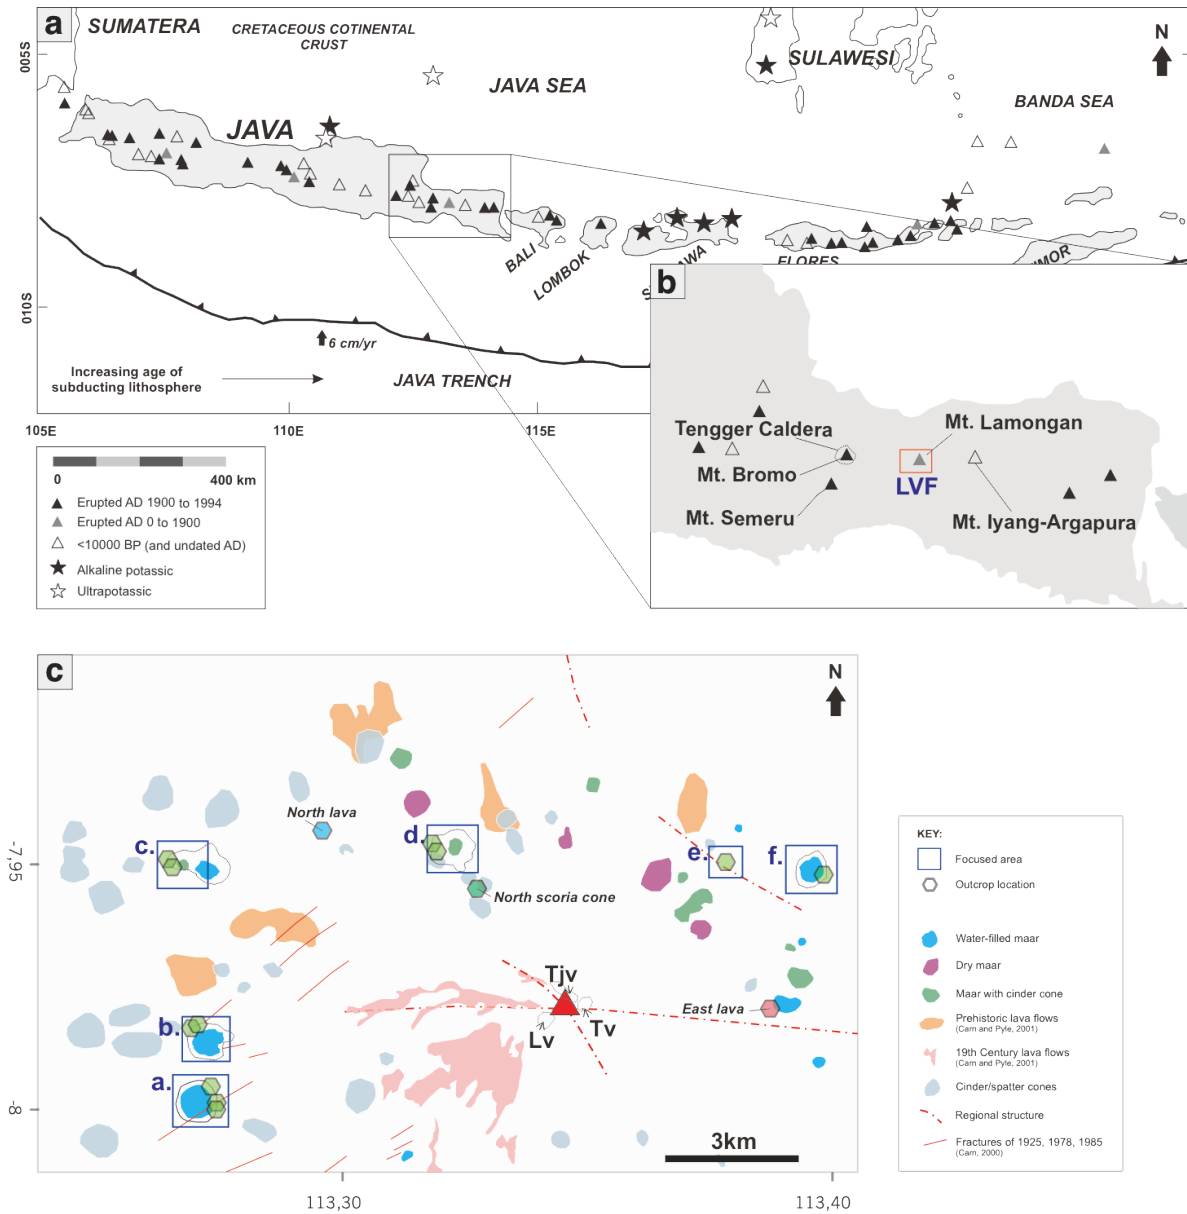 a
SUMATERA
CRETACEOUS COTINENTAL
CRUST
JAVA SEA
SULAWESI
N
BANDA SEA
005S
JAVA
BALI
LOMBOK
FLORES
010S
6 cm/yr
Increasing age of
subducting lithosphere
JAVA TRENCH
105E
110E
115E
0
400 km
Erupted AD 1900 to 1994
Erupted AD 0 to 1900
<10000 BP (and undated AD)
Alkaline potassic
Ultrapotassic
b
Tengger Caldera
Mt. Lamongan
Mt. Bromo
LVF
Mt. Semeru
Mt. Iyang-Argapura
c
N
North lava
c.
d.
e.
f.
North scoria cone
Tjv
East lava
Tv
Lv
b.
a.
3km
-7,95
-8
113,30
113,40
KEY:
Focused area
Outcrop location
Water-filled maar
Dry maar
Maar with cinder cone
Prehistoric lava flows
(Carn and Pyle, 2001)
19th Century lava flows
(Carn and Pyle, 2001)
Cinder/spatter cones
Regional structure
Fractures of 1925, 1978, 1985
(Carn, 2000)